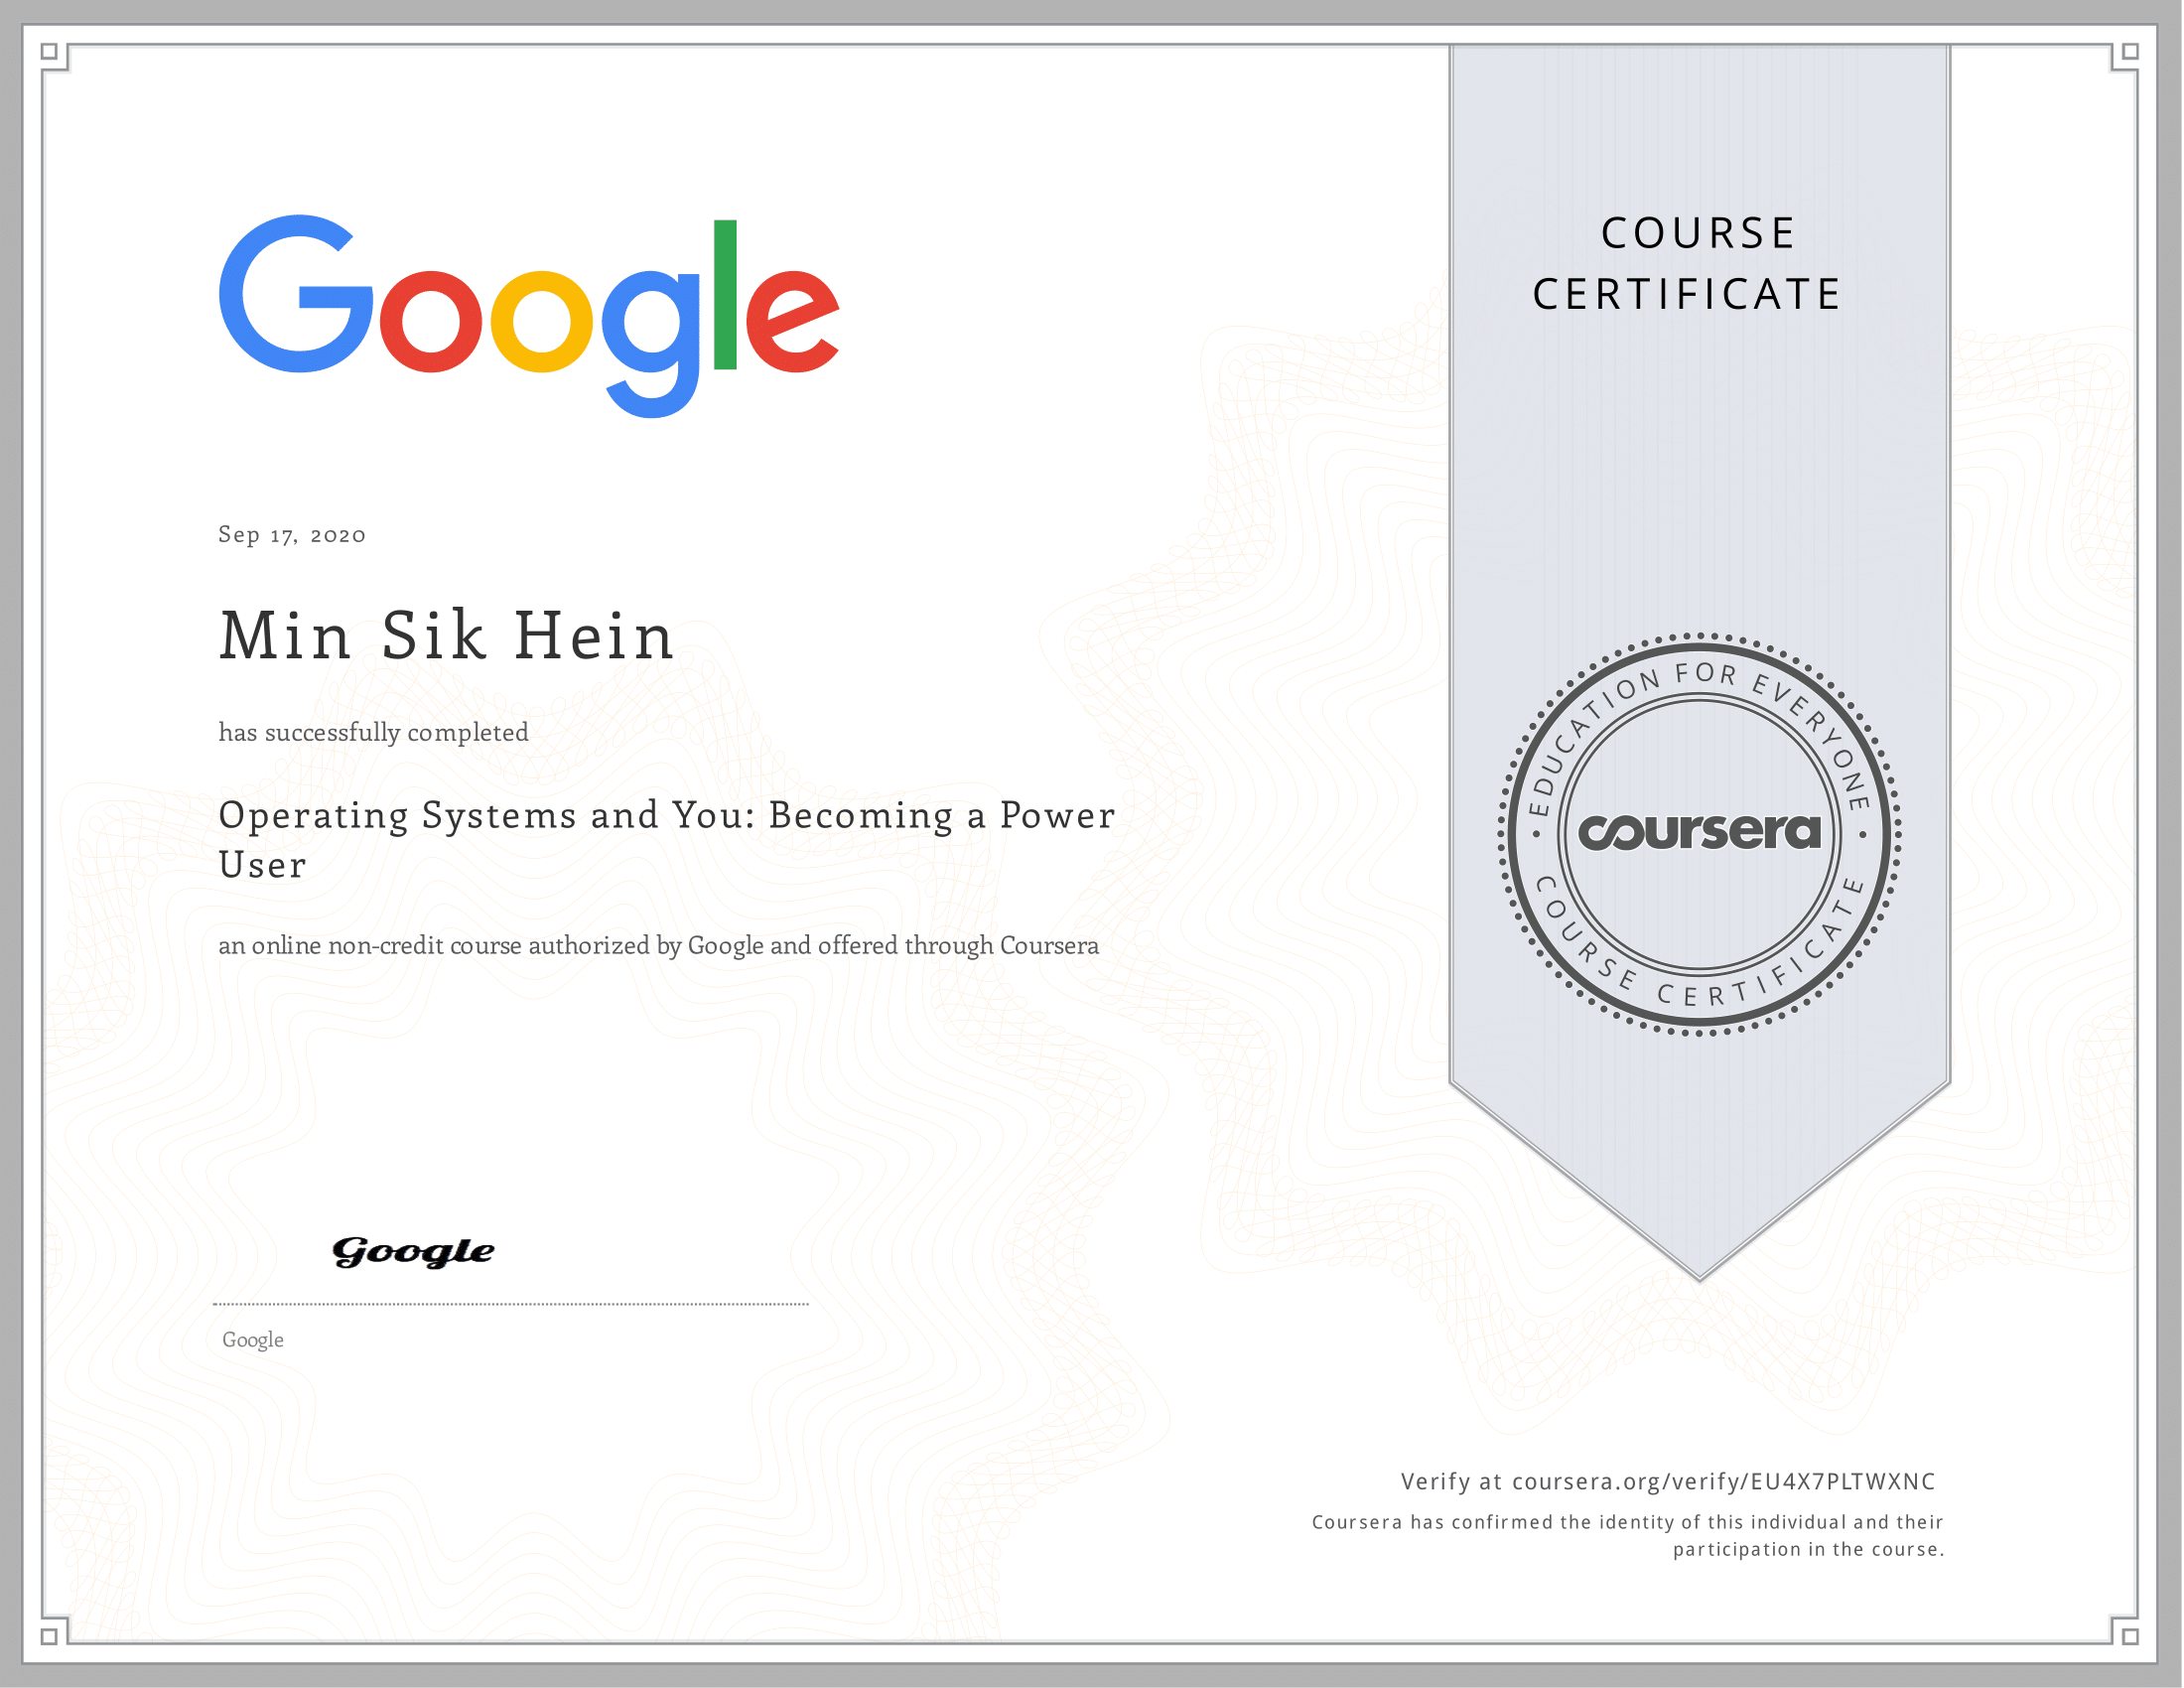 Google
COURSE
CERTIFICATE
Sep 17, 2020
Min Sik Hein
has successfully completed
Operating Systems and You: Becoming a Power
User
an online non-credit course authorized by Google and offered through Coursera
• EDUCATION FOR EVERYONE •
coursera
COURSE CERTIFICATE
Google
Google
Verify at coursera.org/verify/EU4X7PLTWXNC
Coursera has confirmed the identity of this individual and their
participation in the course.